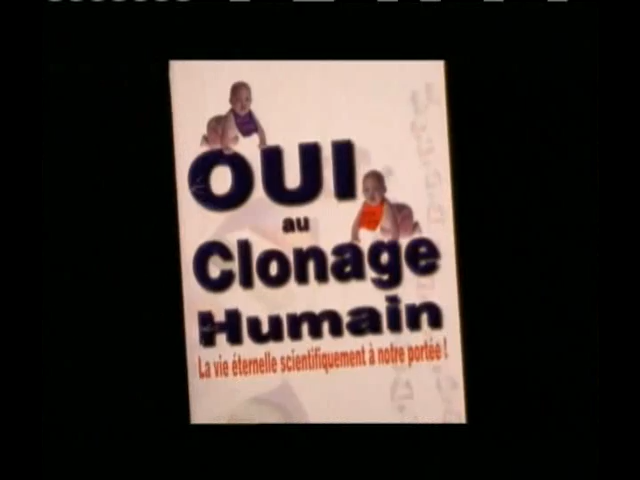 OUI
au
Clonage
Humain
La vie éternelle scientifiquement à notre portée !